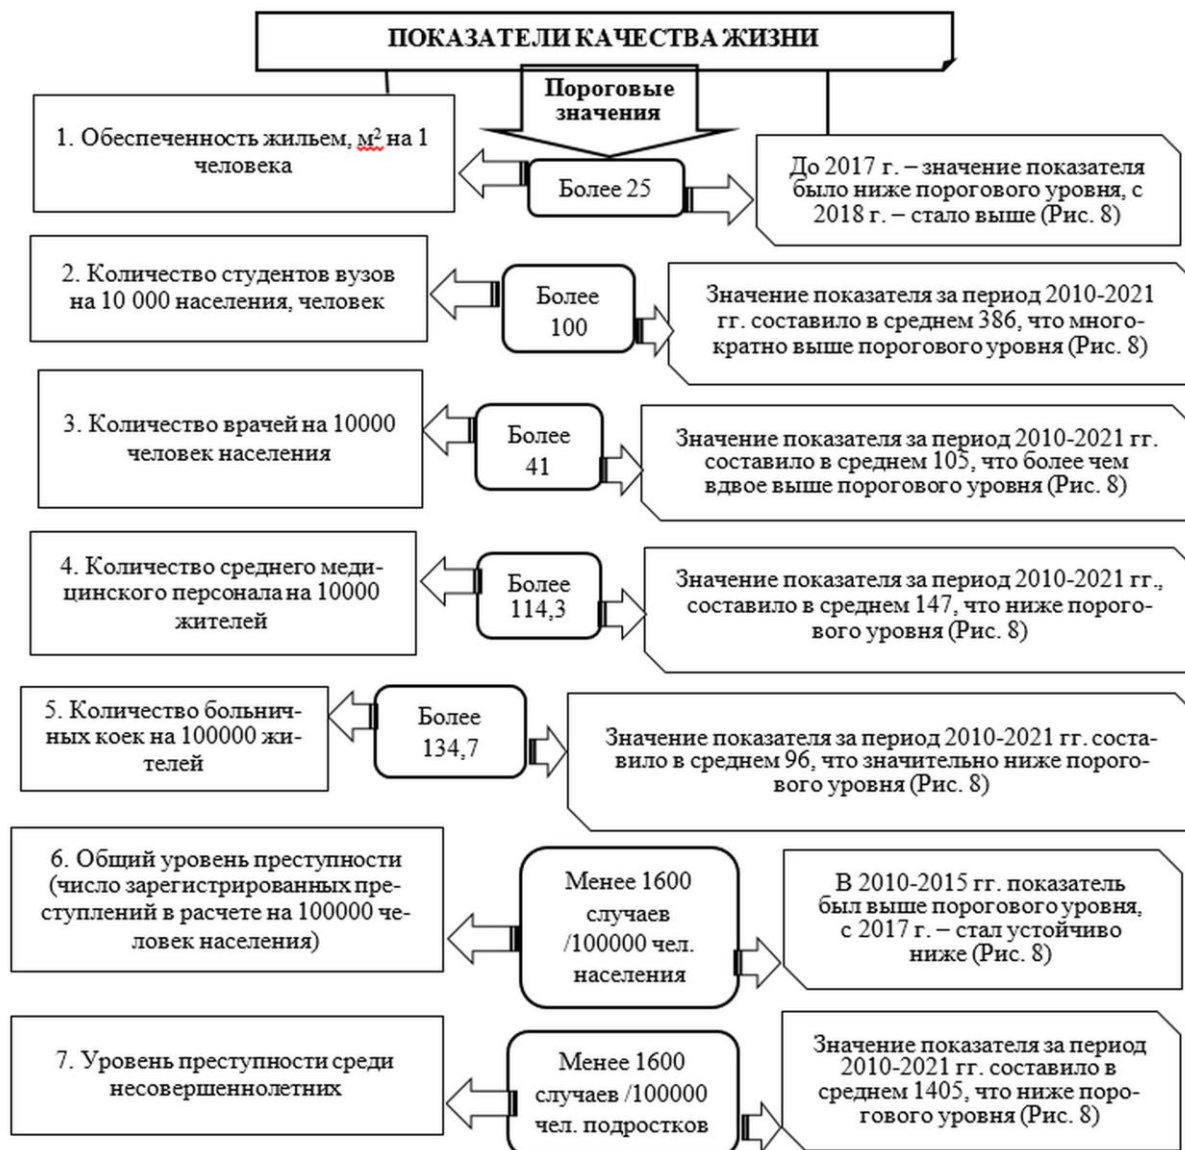 ПОКАЗАТЕЛИ КАЧЕСТВА ЖИЗНИ
Пороговые
значения
1. Обеспеченность жильем, м² на 1
человека
Более 25
До 2017 г. – значение показателя
было ниже порогового уровня, с
2018 г. – стало выше (Рис. 8)
2. Количество студентов вузов
на 10 000 населения, человек
Более
100
Значение показателя за период 2010-2021
гг. составило в среднем 386, что много-
кратно выше порогового уровня (Рис. 8)
3. Количество врачей на 10000
человек населения
Более
41
Значение показателя за период 2010-2021 гг.
составило в среднем 105, что более чем
вдвое выше порогового уровня (Рис. 8)
4. Количество среднего меди-
цинского персонала на 10000
жителей
Более
114,3
Значение показателя за период 2010-2021 гг.,
составило в среднем 147, что ниже порого-
вого уровня (Рис. 8)
5. Количество больнич-
ных коек на 100000 жи-
телей
Более
134,7
Значение показателя за период 2010-2021 гг. соста-
вило в среднем 96, что значительно ниже порого-
вого уровня (Рис. 8)
6. Общий уровень преступности
(число зарегистрированных пре-
ступлений в расчете на 100000 че-
ловек населения)
Менее 1600
случаев
/100000 чел.
населения
В 2010-2015 гг. показатель
был выше порогового уровня,
с 2017 г. – стал устойчиво
ниже (Рис. 8)
7. Уровень преступности среди
несовершеннолетних
Менее 1600
случаев /100000
чел. подростков
Значение показателя за период
2010-2021 гг. составило в
среднем 1405, что ниже поро-
гового уровня (Рис. 8)